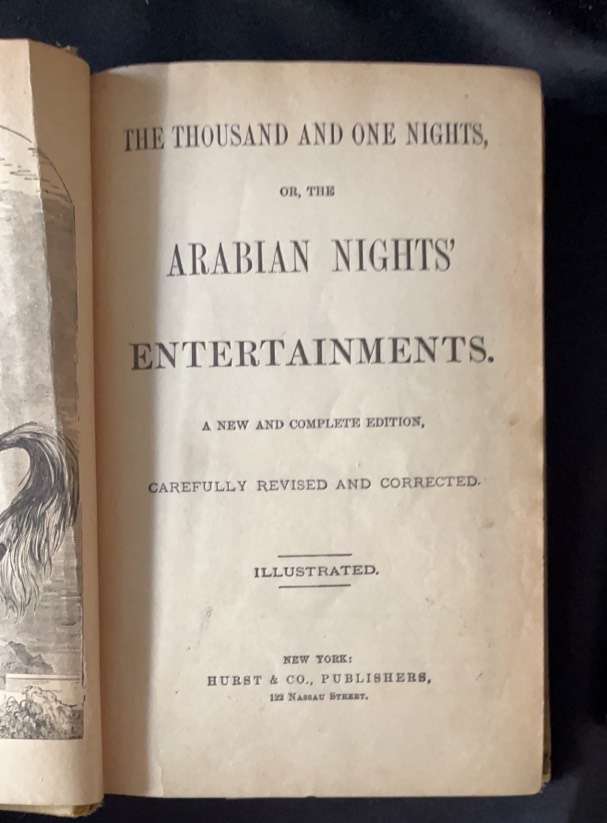 THE THOUSAND AND ONE NIGHTS,
OR, THE
ARABIAN NIGHTS'
ENTERTAINMENTS.
A NEW AND COMPLETE EDITION,
CAREFULLY REVISED AND CORRECTED.
ILLUSTRATED.
NEW YORK:
HURST & CO., PUBLISHERS,
122 NASSAU STREET.